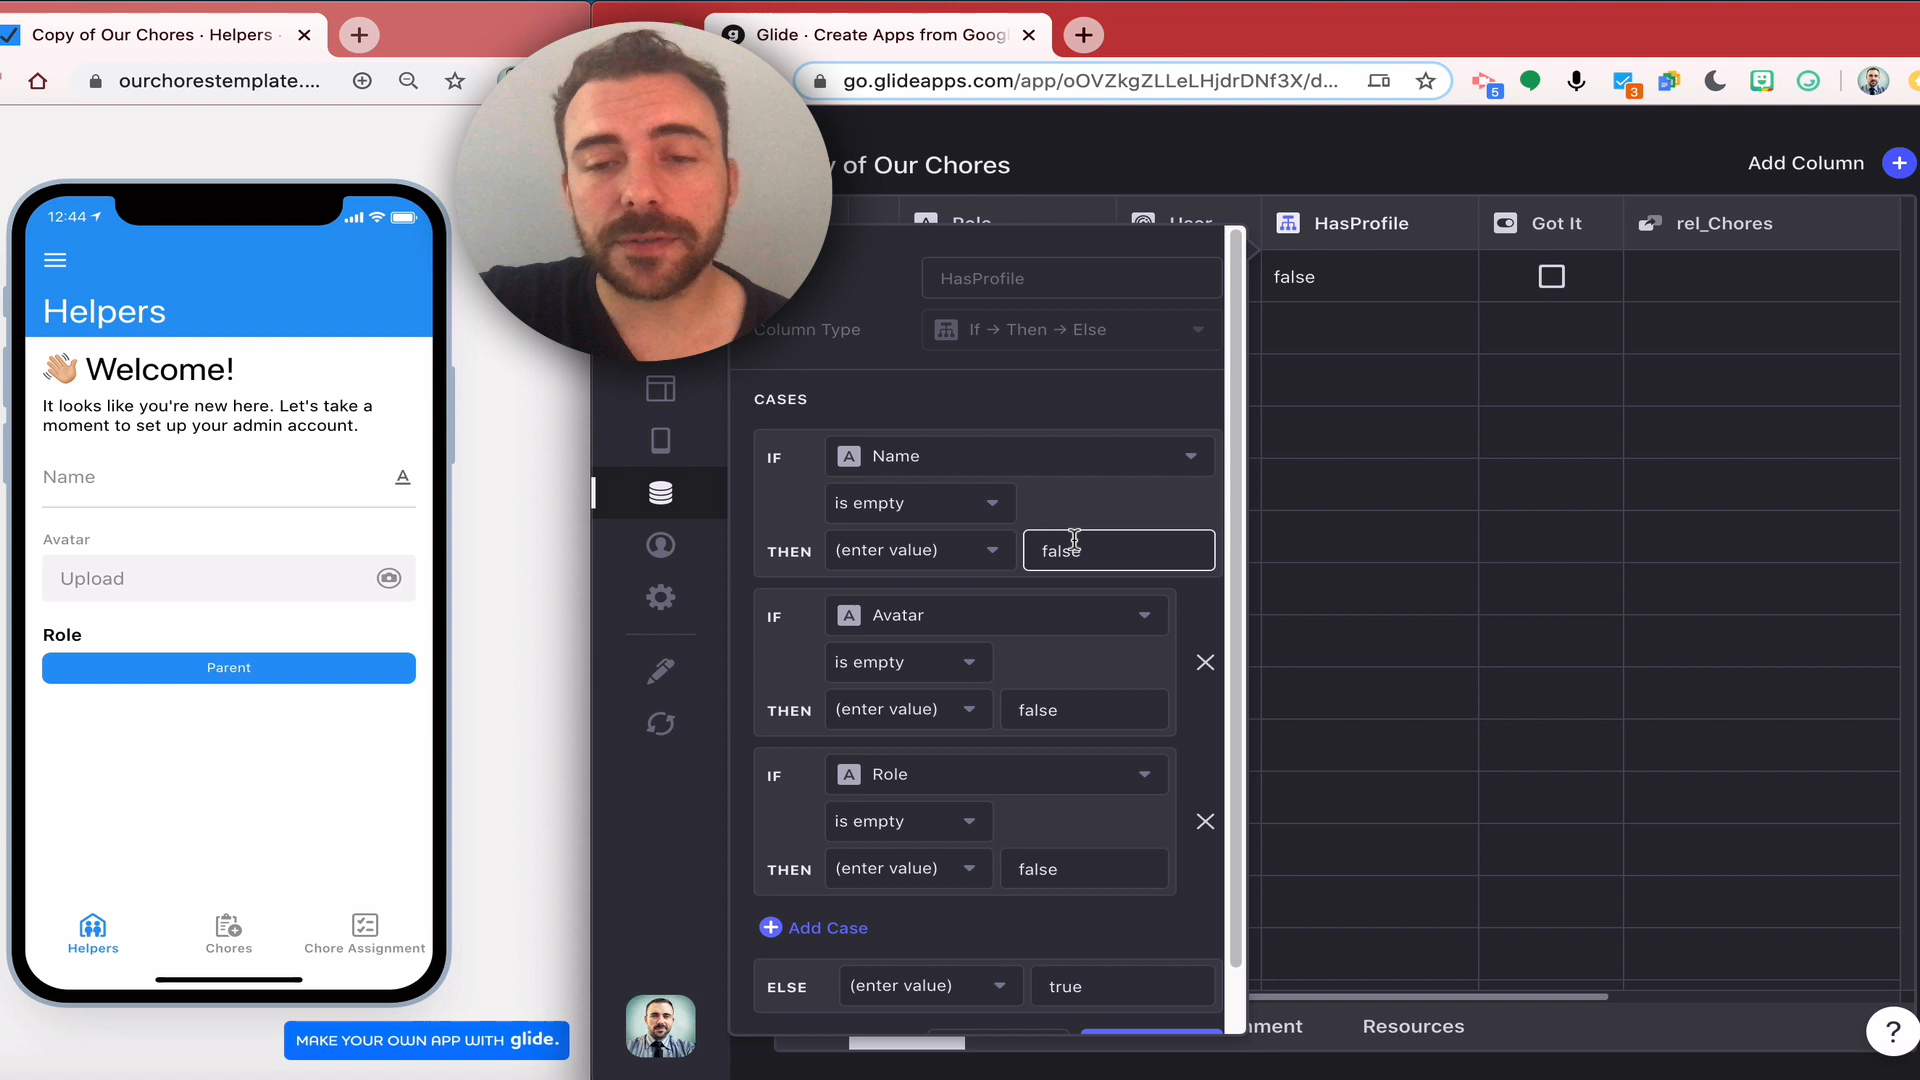 Copy of Our Chores · Helpers ·
Glide · Create Apps from Goog
ourchorestemplate....
go.glideapps.com/app/oOVZkgZLLeLHjdrDNf3X/d...
5
3
y of Our Chores
Add Column
Role
User
HasProfile
Got It
rel_Chores
false
12:44
Helpers
👋🏼 Welcome!
It looks like you're new here. Let's take a
moment to set up your admin account.
Name
A
Avatar
Upload
Role
Parent
Helpers
Chores
Chore Assignment
MAKE YOUR OWN APP WITH glide.
HasProfile
Column Type
If → Then → Else
CASES
IF
A Name
is empty
THEN
(enter value)
false
IF
A Avatar
is empty
THEN
(enter value)
false
IF
A Role
is empty
THEN
(enter value)
false
Add Case
ELSE
(enter value)
true
nment
Resources
?